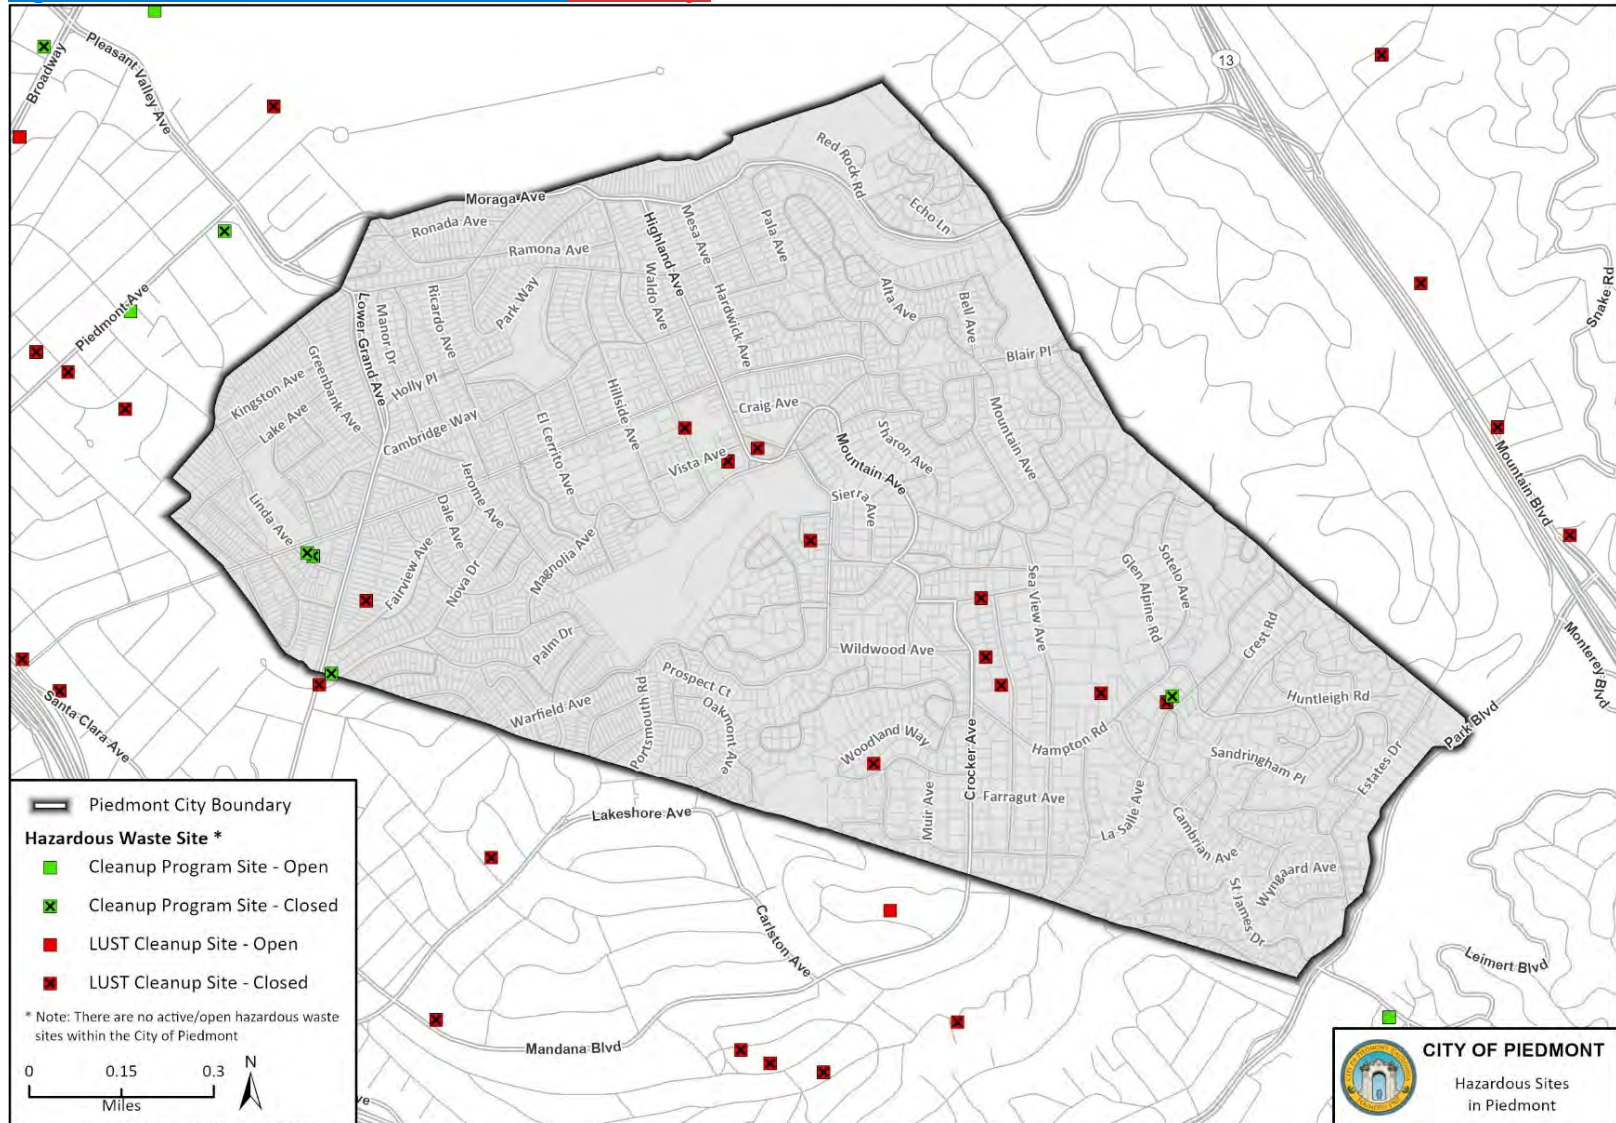 Broadway
Pleasant Valley Ave
13
Red Rock Rd
Moraga Ave
Echo Ln
Ronada Ave
Highland Ave
Mesa Ave
Pala Ave
Ramona Ave
Snake Rd
Piedmont Ave
Lower Grand Ave
Manor Dr
Ricardo Ave
Park Way
Waldo Ave
Hardwick Ave
Alta Ave
Bell Ave
Blair Pl
Kingston Ave
Greenbank Ave
Holly Pl
Lake Ave
Cambridge Way
El Cerrito Ave
Hillside Ave
Craig Ave
Vista Ave
Mountain Ave
Sharon Ave
Mountain Ave
Mountain Blvd
Linda Ave
Jerome Ave
Dale Ave
Sierra Ave
Fairview Ave
Nova Dr
Magnolia Ave
Sea View Ave
Glen Alpine Rd
Sotelo Ave
Crest Rd
Monterey Blvd
Palm Dr
Wildwood Ave
Prospect Ct
Portsmouth Rd
Oakmont Ave
Warfield Ave
Huntleigh Rd
Park Blvd
Santa Clara Ave
Woodland Way
Crocker Ave
Hampton Rd
Sandringham Pl
Estates Dr
Muir Ave
Farragut Ave
La Salle Ave
Cambrian Ave
Lakeshore Ave
Wyngaard Ave
St James Dr
Carlston Ave
Leimert Blvd
Mandana Blvd
ve
Piedmont City Boundary
Hazardous Waste Site *
Cleanup Program Site - Open
Cleanup Program Site - Closed
LUST Cleanup Site - Open
LUST Cleanup Site - Closed
* Note: There are no active/open hazardous waste
sites within the City of Piedmont
0 0.15 0.3
Miles
N
CITY OF PIEDMONT
Hazardous Sites
in Piedmont